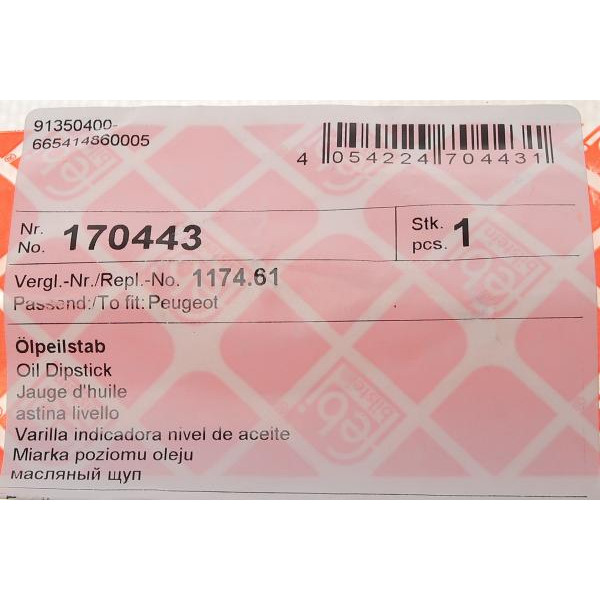 91350400-
665414860005
4 054224 704431
Nr.
No. 170443
Stk.
pcs. 1
Vergl.-Nr./Repl.-No. 1174.61
Passend:/To fit: Peugeot
Ölpeilstab
Oil Dipstick
Jauge d'huile
astina livello
Varilla indicadora nivel de aceite
Miarka poziomu oleju
масляный щуп
febi
bilstein